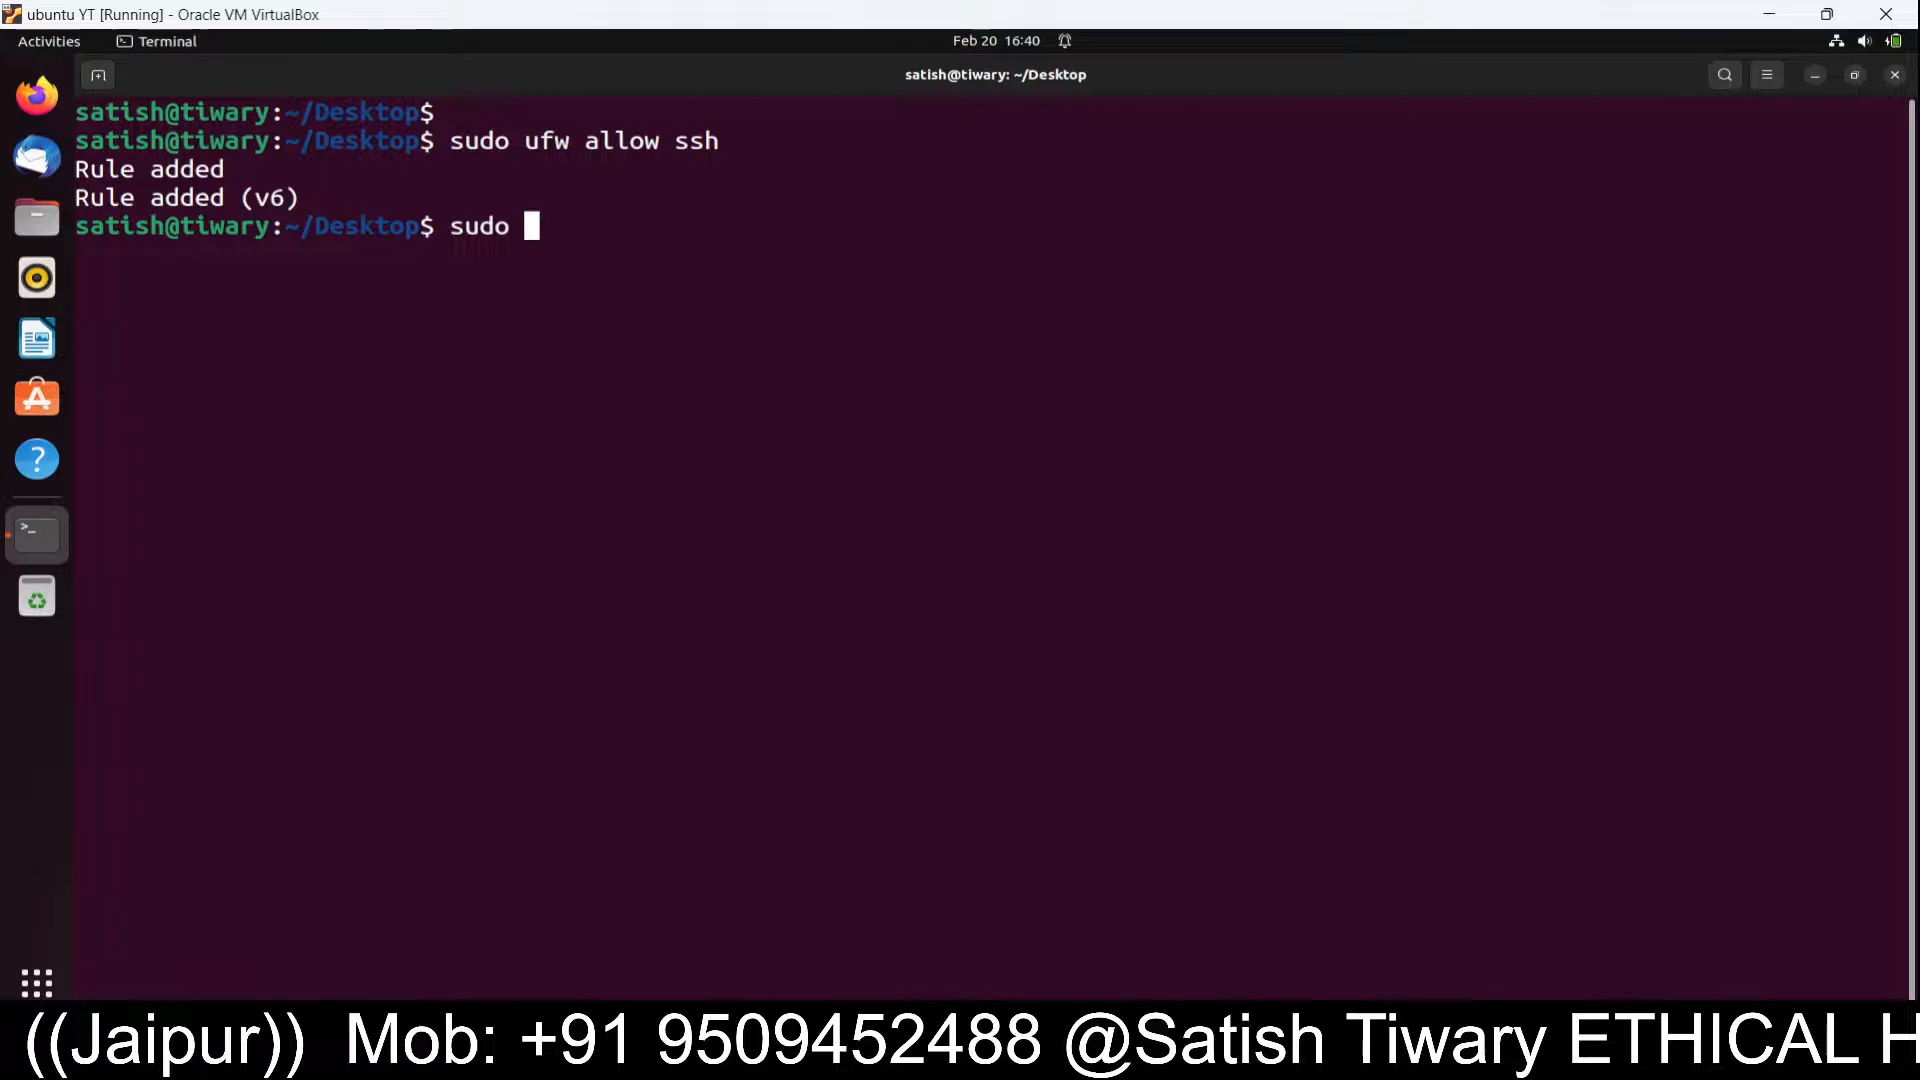 ubuntu YT [Running] - Oracle VM VirtualBox
Activities
Terminal
Feb 20 16:40
satish@tiwary: ~/Desktop
satish@tiwary:~/Desktop$
satish@tiwary:~/Desktop$ sudo ufw allow ssh
Rule added
Rule added (v6)
satish@tiwary:~/Desktop$ sudo
((Jaipur)) Mob: +91 9509452488 @Satish Tiwary ETHICAL H